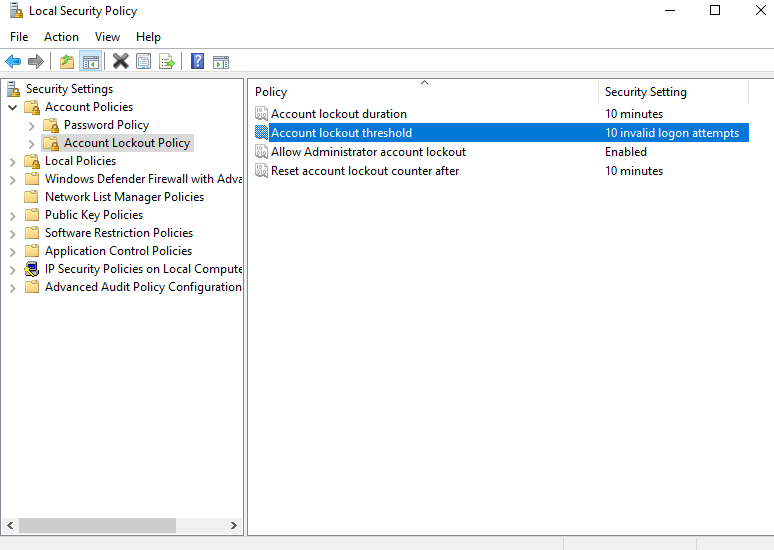 Local Security Policy
File Action View Help
Security Settings
Account Policies
Password Policy
Account Lockout Policy
Local Policies
Windows Defender Firewall with Adva
Network List Manager Policies
Public Key Policies
Software Restriction Policies
Application Control Policies
IP Security Policies on Local Compute
Advanced Audit Policy Configuration
Policy Security Setting
Account lockout duration 10 minutes
Account lockout threshold 10 invalid logon attempts
Allow Administrator account lockout Enabled
Reset account lockout counter after 10 minutes